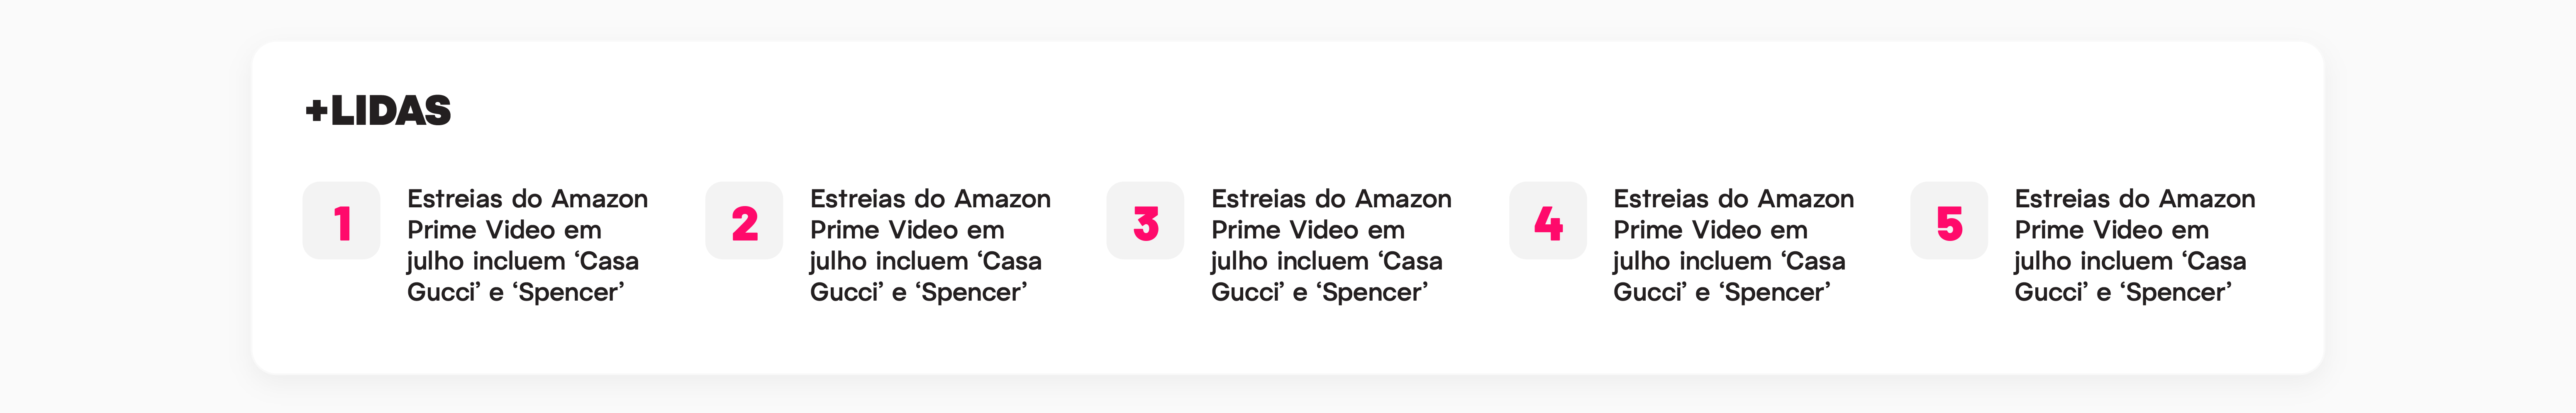 +LIDAS
1
Estreias do Amazon
Prime Video em
julho incluem ‘Casa
Gucci’ e ‘Spencer’
2
Estreias do Amazon
Prime Video em
julho incluem ‘Casa
Gucci’ e ‘Spencer’
3
Estreias do Amazon
Prime Video em
julho incluem ‘Casa
Gucci’ e ‘Spencer’
4
Estreias do Amazon
Prime Video em
julho incluem ‘Casa
Gucci’ e ‘Spencer’
5
Estreias do Amazon
Prime Video em
julho incluem ‘Casa
Gucci’ e ‘Spencer’